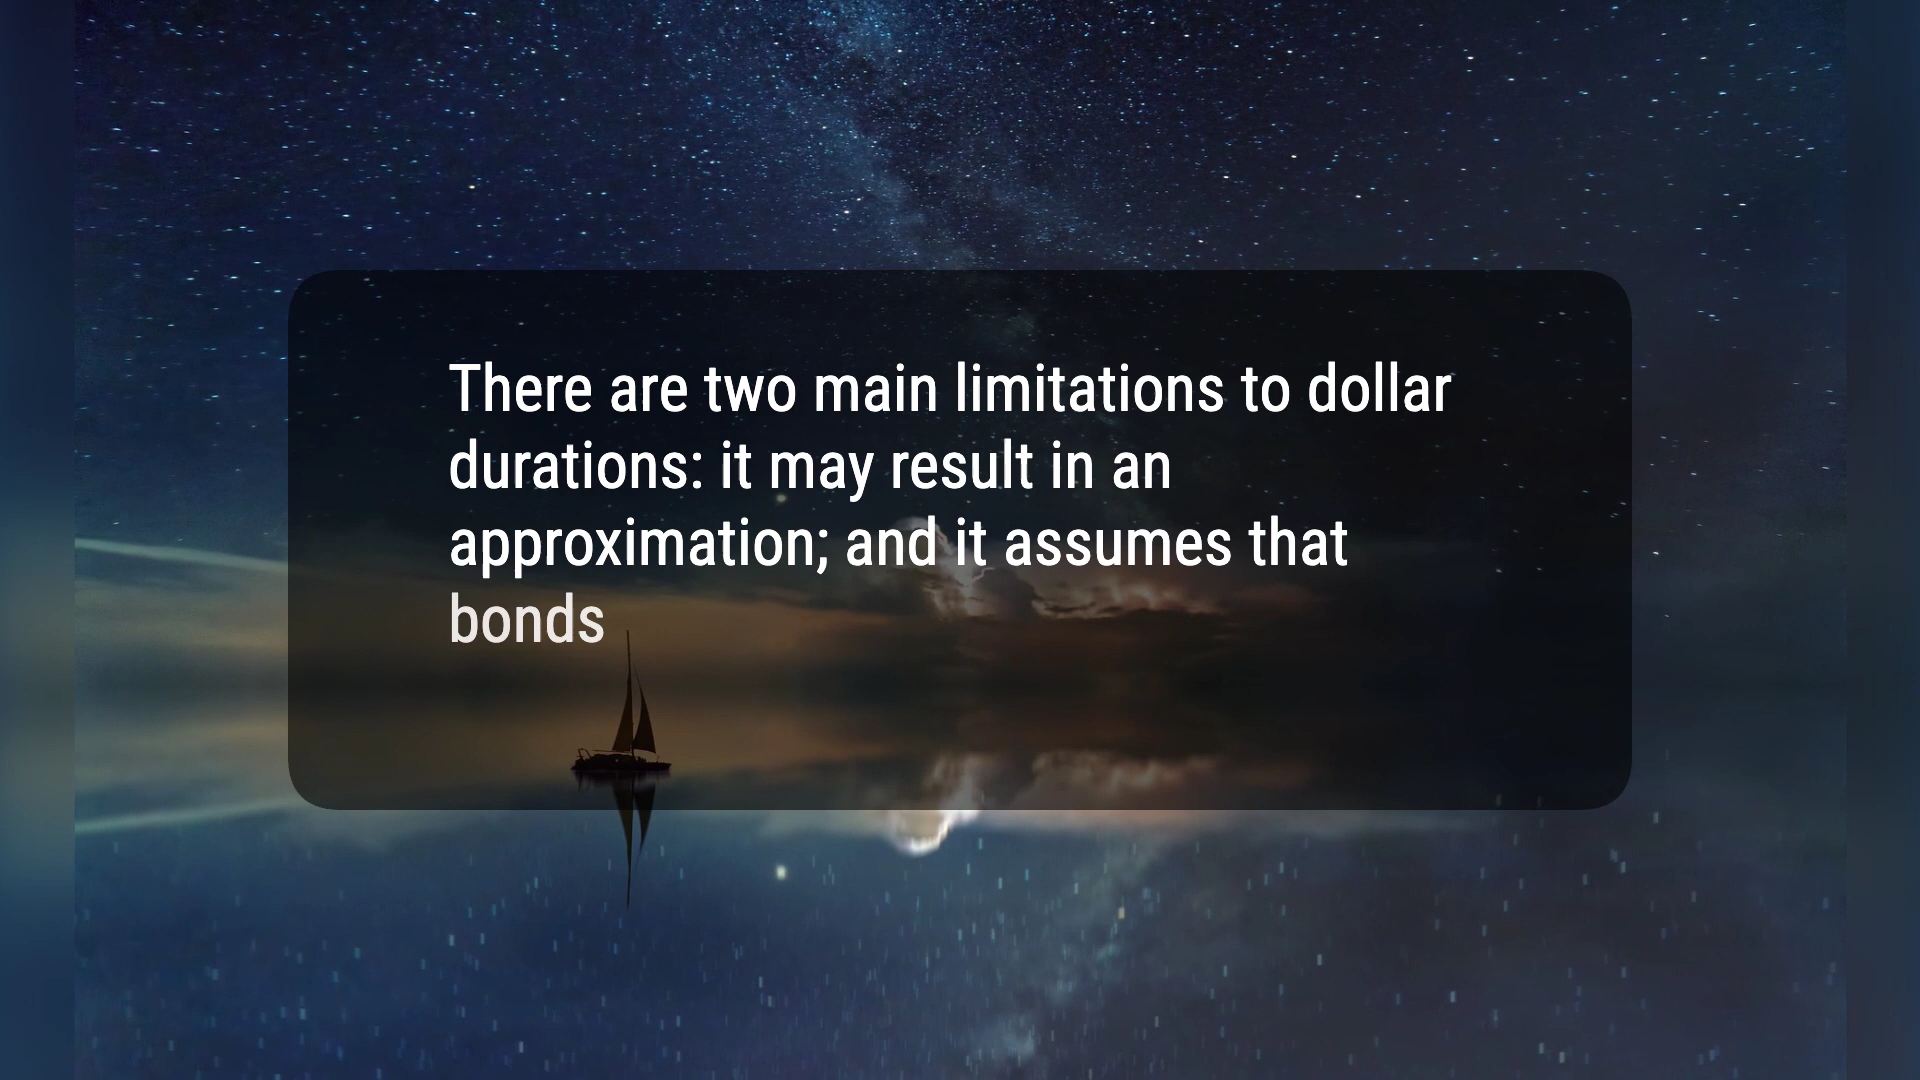 There are two main limitations to dollar
durations: it may result in an
approximation; and it assumes that
bonds